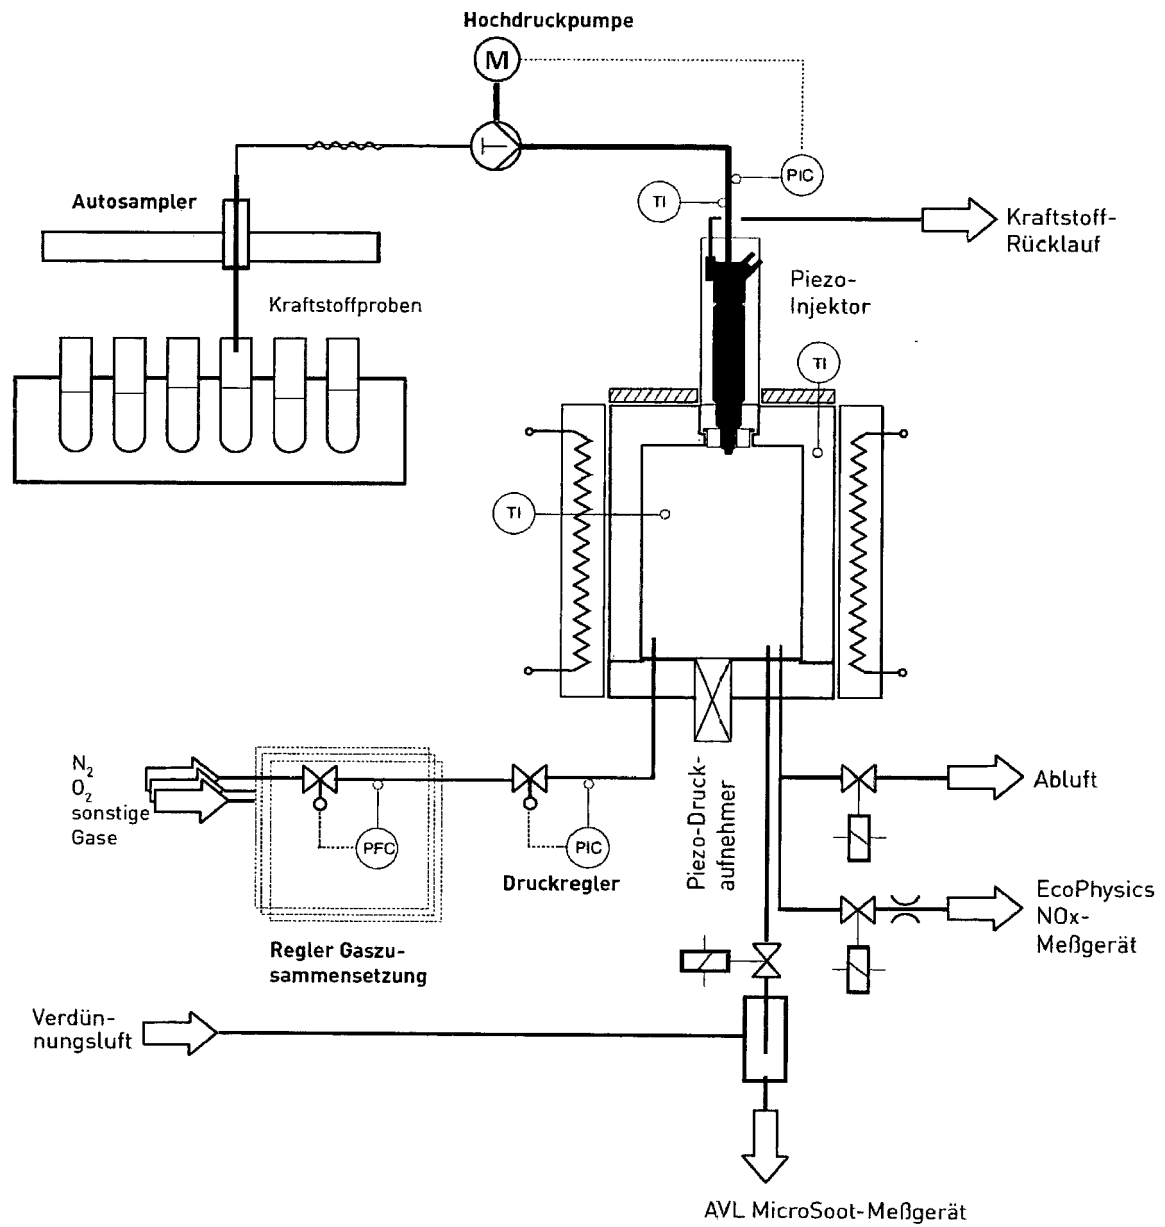 Hochdruckpumpe
M
PIC
TI
Autosampler
Kraftstoff-
Rücklauf
Kraftstoffproben
Piezo-
Injektor
TI
TI
N₂
O₂
sonstige
Gase
PFC
PIC
Druckregler
Piezo-Druck-
aufnehmer
Abluft
EcoPhysics
NOx-
Meßgerät
Regler Gaszu-
sammensetzung
Verdün-
nungsluft
AVL MicroSoot-Meßgerät